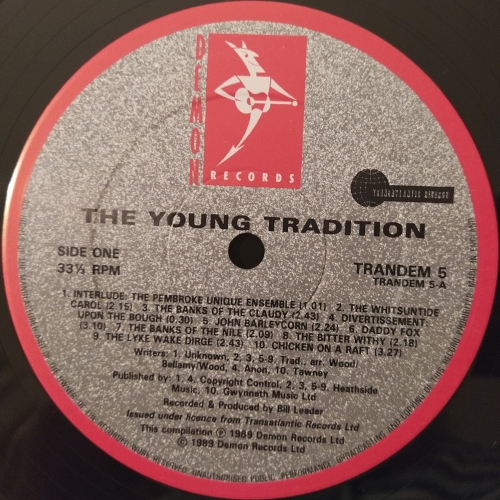 DEMON
RECORDS
TRANSATLANTIC RECORDS
THE YOUNG TRADITION
SIDE ONE
33⅓ RPM
TRANDEM 5
TRANDEM 5-A
1. INTERLUDE: THE PEMBROKE UNIQUE ENSEMBLE (1.01) 2. THE WHITSUNTIDE
CAROL (2.15) 3. THE BANKS OF THE CLAUDY (2.43) 4. DIVERTISSEMENT
UPON THE BOUGH (0.30) 5. JOHN BARLEYCORN (2.24) 6. DADDY FOX
(3.10) 7. THE BANKS OF THE NILE (2.09) 8. THE BITTER WITHY (2.18)
9. THE LYKE WAKE DIRGE (2.43) 10. CHICKEN ON A RAFT (3.27)
Writers: 1. Unknown, 2, 3, 5-9. Trad., arr. Wood/
Bellamy/Wood, 4. Anon, 10. Tawney
Published by: 1, 4. Copyright Control, 2, 3, 5-9. Heathside
Music, 10. Gwyneth Music Ltd
Recorded & Produced by Bill Leader
Issued under licence from Transatlantic Records Ltd
This compilation ℗ 1989 Demon Records Ltd
© 1989 Demon Records Ltd
UNAUTHORISED PUBLIC PERFORMANCE